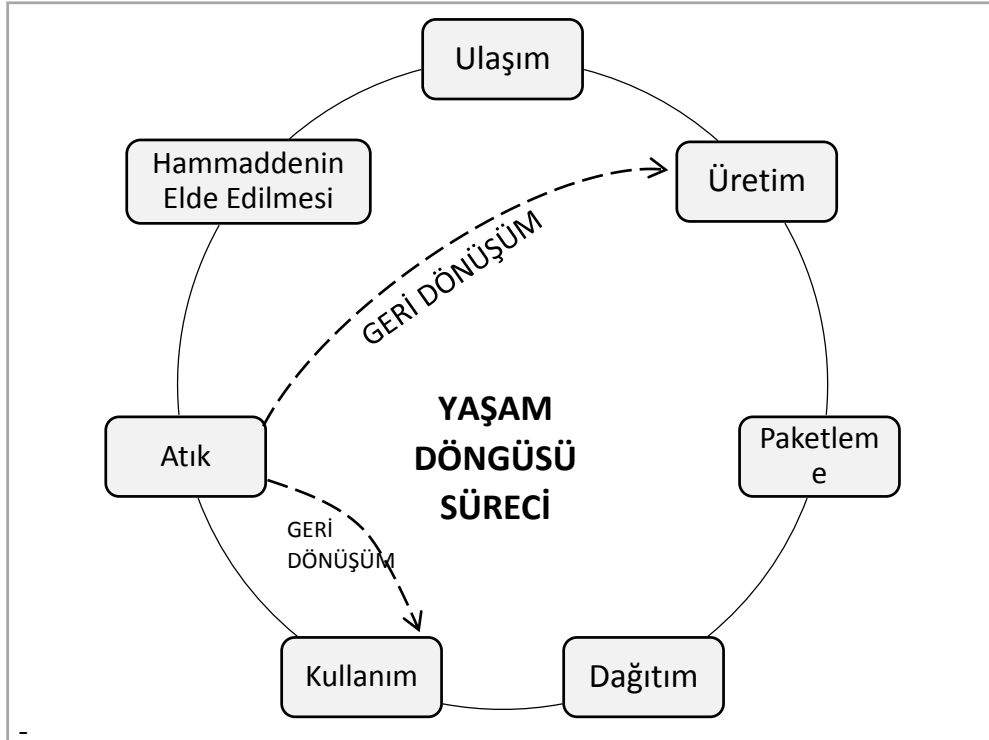 Ulaşım
Hammaddenin
Elde Edilmesi
Üretim
GERİ DÖNÜŞÜM
YAŞAM
DÖNGÜSÜ
SÜRECİ
Atık
Paketlem
e
GERİ
DÖNÜŞÜM
Kullanım
Dağıtım
-